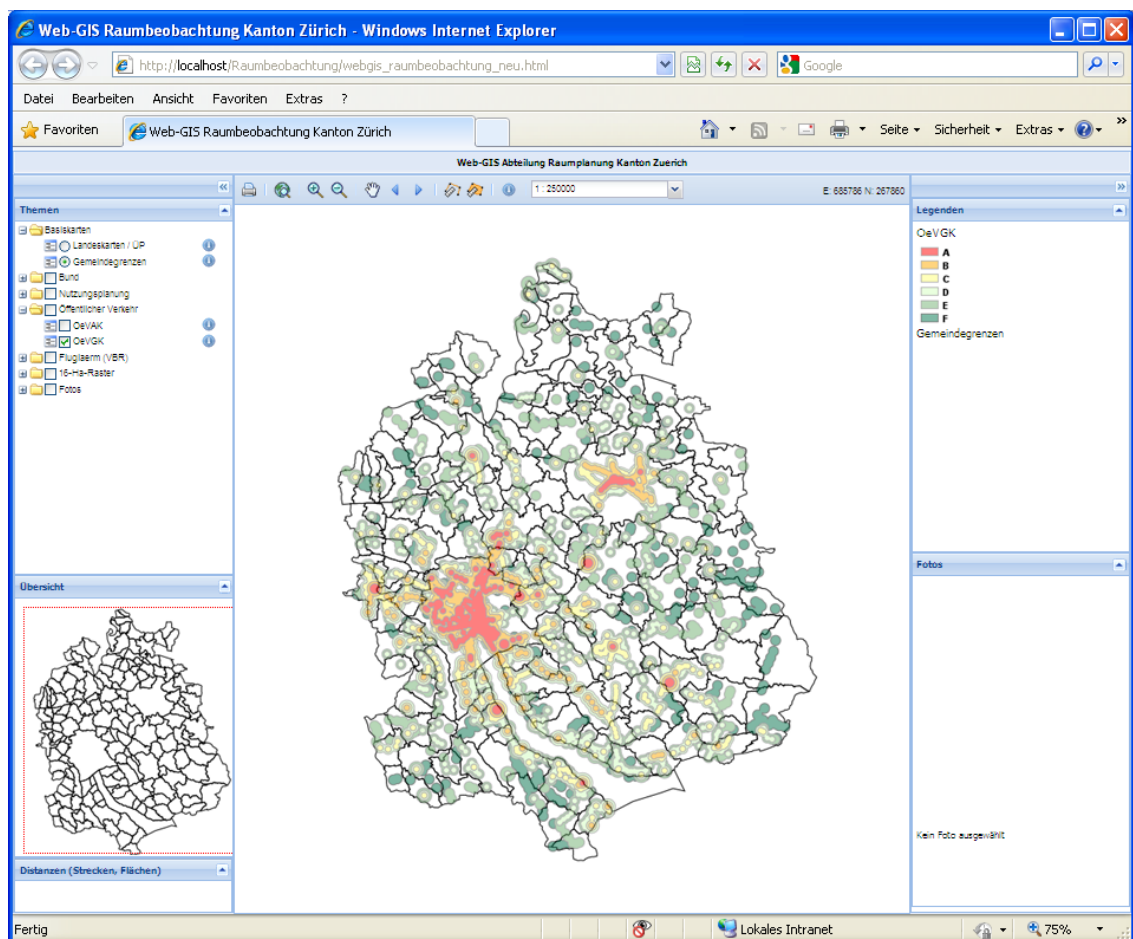 Web-GIS Raumbeobachtung Kanton Zürich - Windows Internet Explorer
http://localhost/Raumbeobachtung/webgis_raumbeobachtung_neu.html
Google
Datei Bearbeiten Ansicht Favoriten Extras ?
Favoriten
Web-GIS Raumbeobachtung Kanton Zürich
Seite Sicherheit Extras
Web-GIS Abteilung Raumplanung Kanton Zuerich
1 : 250000
E: 685786 N: 267860
Themen
Basiskarten
Landeskarten / ÜP
Gemeindegrenzen
Bund
Nutzungsplanung
Öffentlicher Verkehr
OeVAK
OeVGK
Fluglaerm (VBR)
16-Ha-Raster
Fotos
Übersicht
Distanzen (Strecken, Flächen)
Legenden
OeVGK
A
B
C
D
E
F
Gemeindegrenzen
Fotos
Kein Foto ausgewählt
Fertig
Lokales Intranet
75%